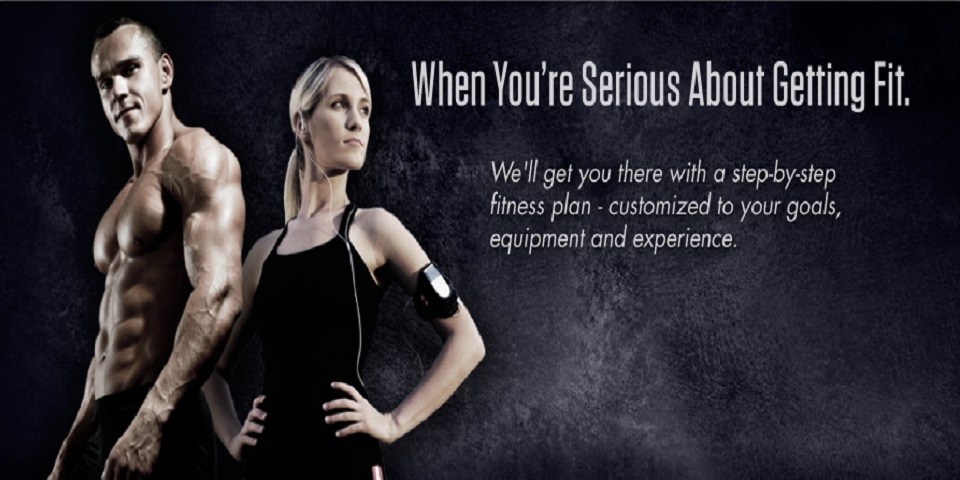 When You're Serious About Getting Fit.
We'll get you there with a step-by-step
fitness plan - customized to your goals,
equipment and experience.